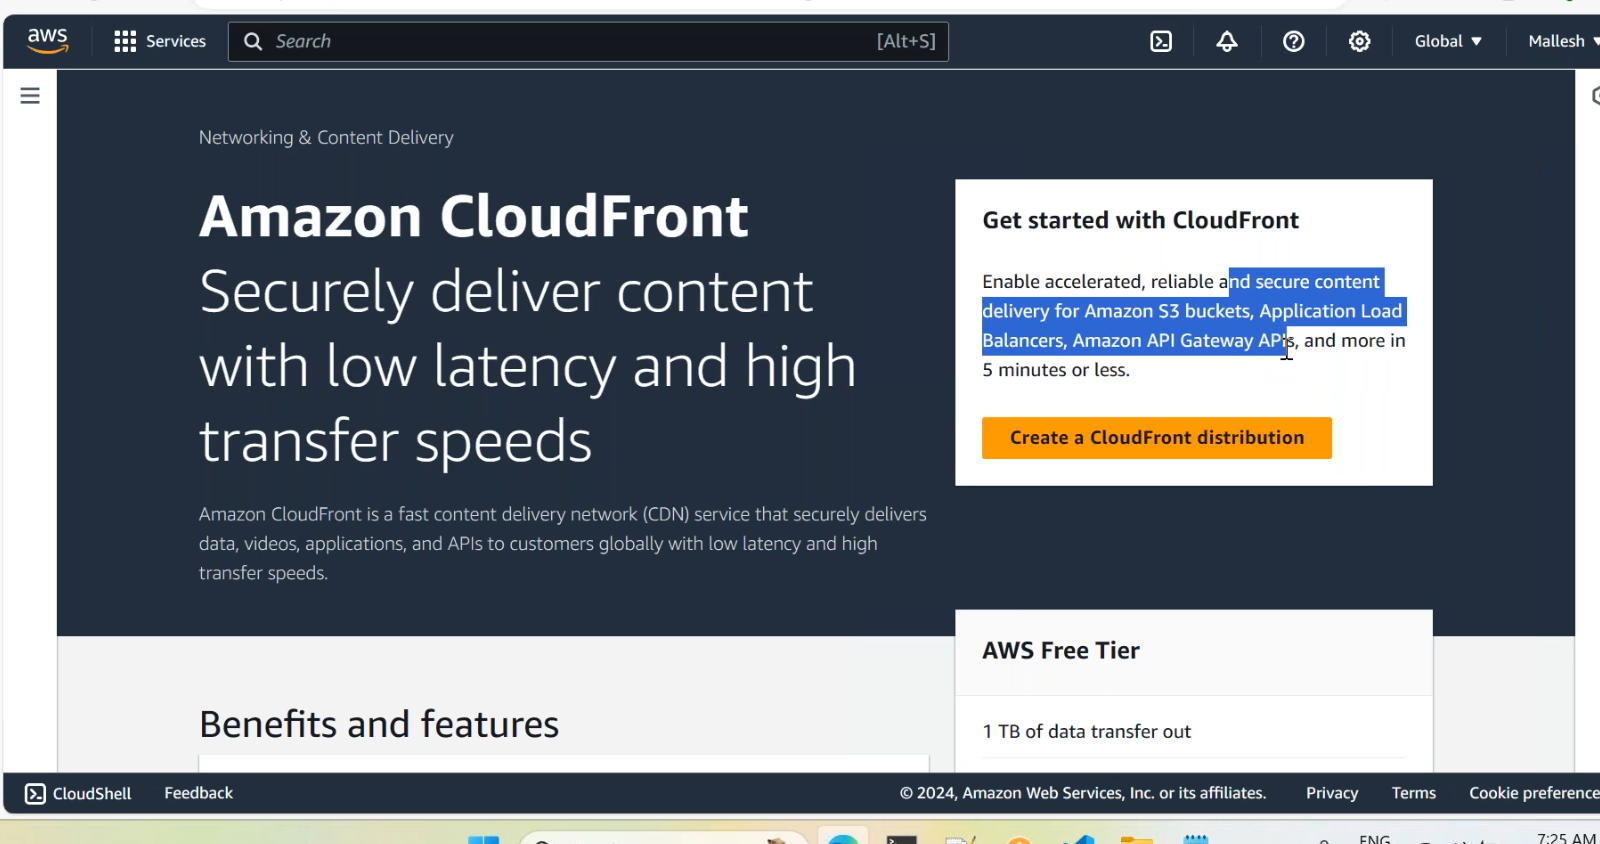 aws
Services
Search
[Alt+S]
Global
Mallesh
Networking & Content Delivery
Amazon CloudFront
Securely deliver content
with low latency and high
transfer speeds
Amazon CloudFront is a fast content delivery network (CDN) service that securely delivers
data, videos, applications, and APIs to customers globally with low latency and high
transfer speeds.
Get started with CloudFront
Enable accelerated, reliable and secure content
delivery for Amazon S3 buckets, Application Load
Balancers, Amazon API Gateway APIs, and more in
5 minutes or less.
Create a CloudFront distribution
AWS Free Tier
1 TB of data transfer out
Benefits and features
CloudShell
Feedback
© 2024, Amazon Web Services, Inc. or its affiliates.
Privacy
Terms
Cookie preference
ENG
7:25 AM